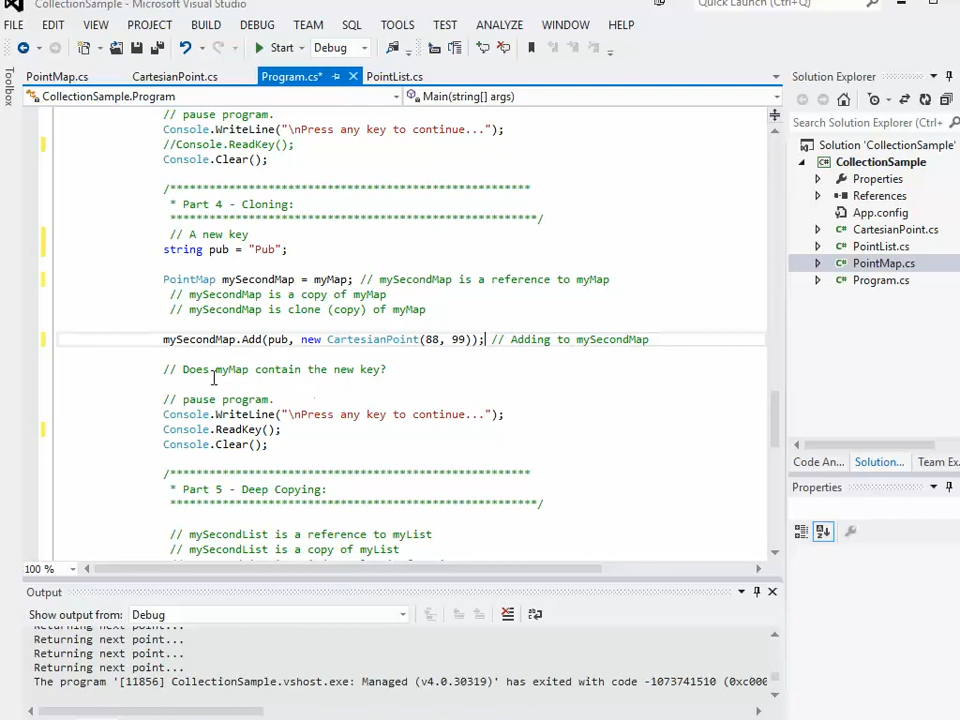 CollectionSample - Microsoft Visual Studio
Quick Launch (Ctrl+Q)
FILE EDIT VIEW PROJECT BUILD DEBUG TEAM SQL TOOLS TEST ANALYZE WINDOW HELP
Start Debug
Toolbox
PointMap.cs CartesianPoint.cs Program.cs* PointList.cs
CollectionSample.Program Main(string[] args)
// pause program.
Console.WriteLine("\nPress any key to continue...");
//Console.ReadKey();
Console.Clear();
/*********************************************************
* Part 4 - Cloning:
*********************************************************/
// A new key
string pub = "Pub";
PointMap mySecondMap = myMap; // mySecondMap is a reference to myMap
// mySecondMap is a copy of myMap
// mySecondMap is clone (copy) of myMap
mySecondMap.Add(pub, new CartesianPoint(88, 99)); // Adding to mySecondMap
// Does myMap contain the new key?
// pause program.
Console.WriteLine("\nPress any key to continue...");
Console.ReadKey();
Console.Clear();
/*********************************************************
* Part 5 - Deep Copying:
*********************************************************/
// mySecondList is a reference to myList
// mySecondList is a copy of myList
100 %
Output
Show output from: Debug
Returning next point...
Returning next point...
Returning next point...
Returning next point...
The program '[11856] CollectionSample.vshost.exe: Managed (v4.0.30319)' has exited with code -1073741510 (0xc000
Solution Explorer
Search Solution Explorer (Ctrl+
Solution 'CollectionSample'
CollectionSample
Properties
References
App.config
CartesianPoint.cs
PointList.cs
PointMap.cs
Program.cs
Code An... Solution... Team Ex
Properties